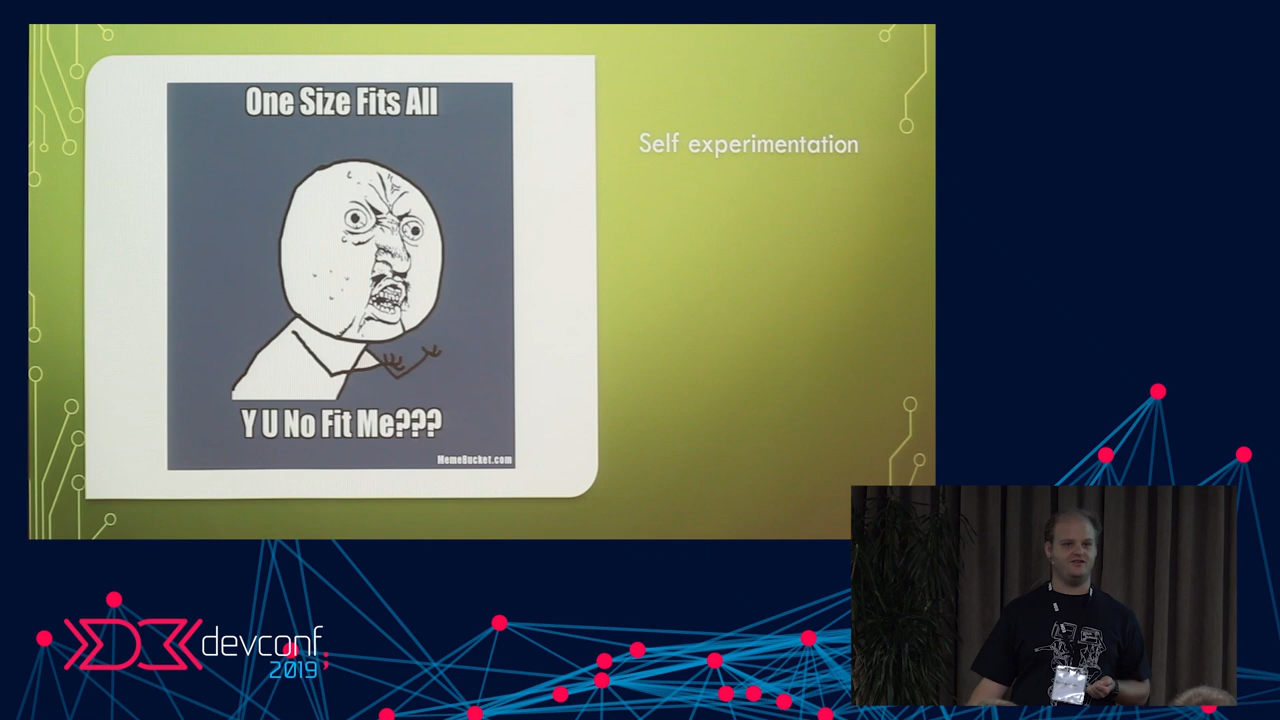 One Size Fits All
Y U No Fit Me???
MemeBucket.com
Self experimentation
devconf
2019;